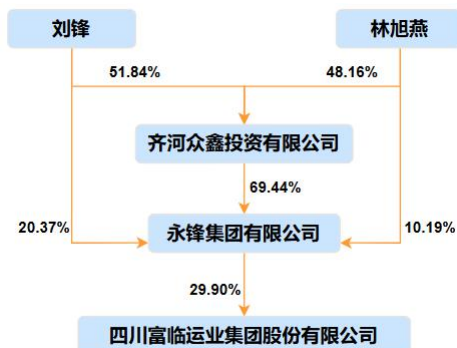 刘锋
林旭燕
51.84%
48.16%
齐河众鑫投资有限公司
69.44%
20.37%
永锋集团有限公司
10.19%
29.90%
四川富临运业集团股份有限公司